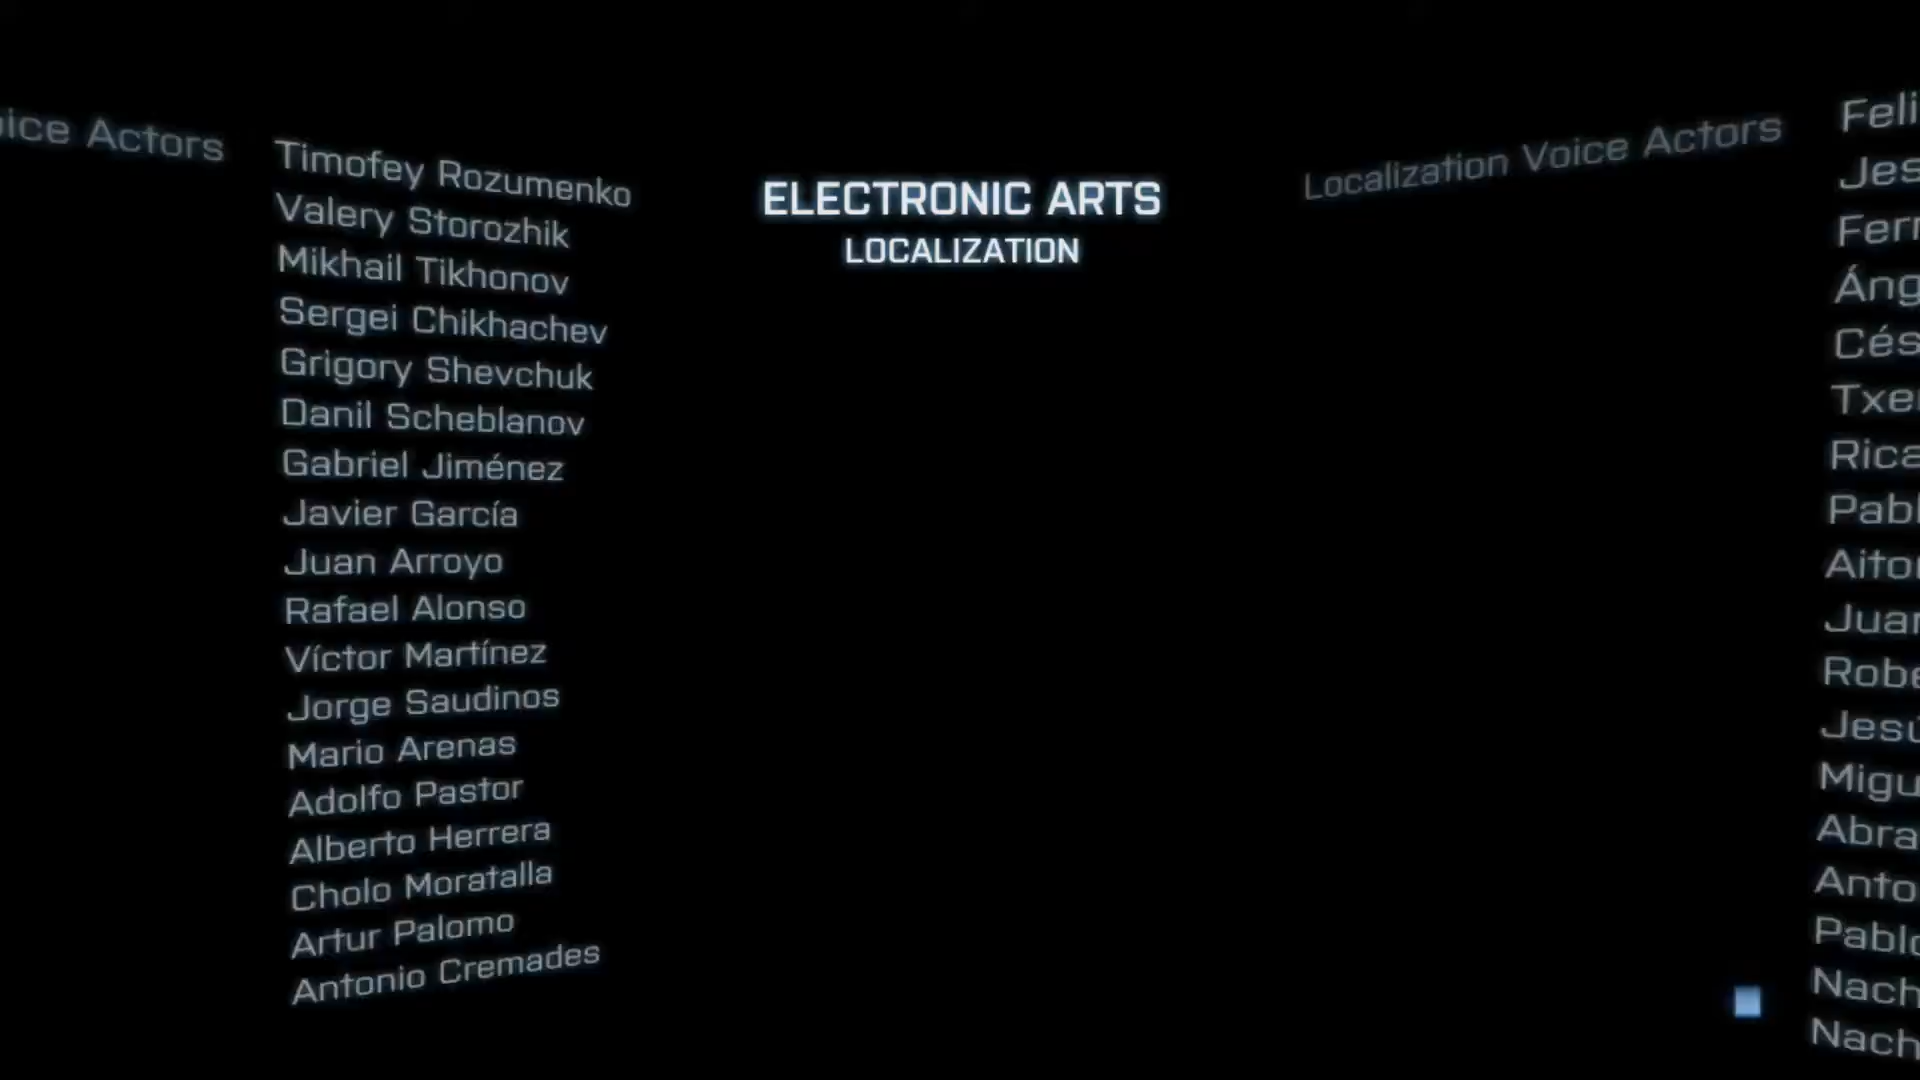 Voice Actors
Timofey Rozumenko
Valery Storozhik
Mikhail Tikhonov
Sergei Chikhachev
Grigory Shevchuk
Danil Scheblanov
Gabriel Jiménez
Javier García
Juan Arroyo
Rafael Alonso
Víctor Martínez
Jorge Saudinos
Mario Arenas
Adolfo Pastor
Alberto Herrera
Cholo Moratalla
Artur Palomo
Antonio Cremades
ELECTRONIC ARTS
LOCALIZATION
Localization Voice Actors